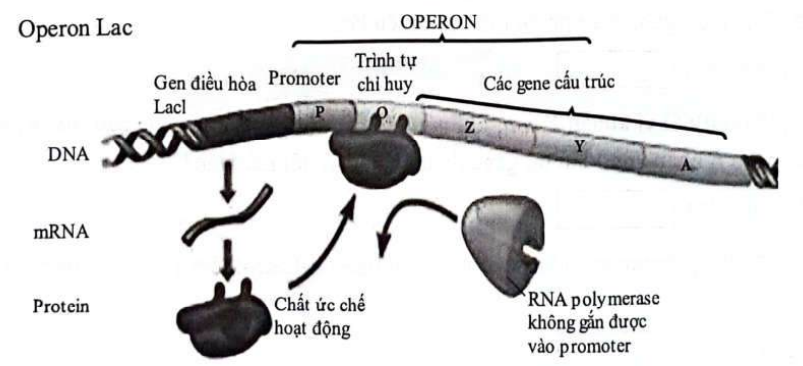 Operon Lac
OPERON
Gen điều hòa
LacI
Promoter
Trình tự
chỉ huy
Các gene cấu trúc
P
O
Z
Y
A
DNA
mRNA
Protein
Chất ức chế
hoạt động
RNA polymerase
không gắn được
vào promoter